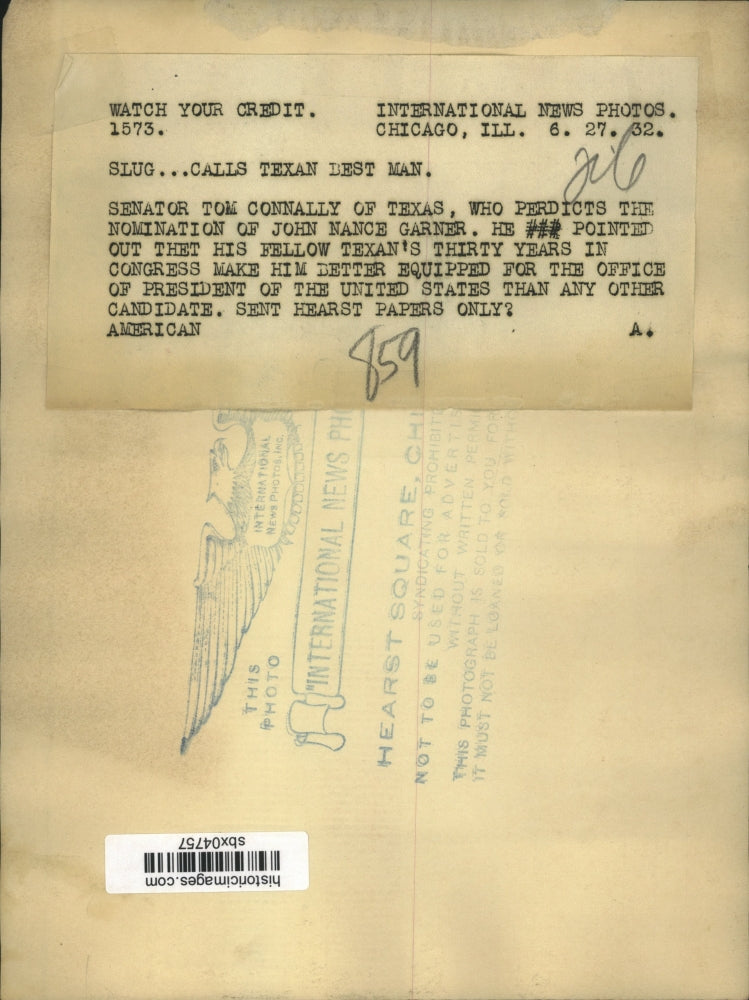 WATCH YOUR CREDIT. INTERNATIONAL NEWS PHOTOS.
1573. CHICAGO, ILL. 6. 27. 32.
SLUG...CALLS TEXAN BEST MAN.
SENATOR TOM CONNALLY OF TEXAS, WHO PERDICTS THE
NOMINATION OF JOHN NANCE GARNER. HE ### POINTED
OUT THET HIS FELLOW TEXAN'S THIRTY YEARS IN
CONGRESS MAKE HIM BETTER EQUIPPED FOR THE OFFICE
OF PRESIDENT OF THE UNITED STATES THAN ANY OTHER
CANDIDATE. SENT HEARST PAPERS ONLY?
AMERICAN A.
859
INTERNATIONAL
NEWS PHOTOS, INC.
THIS
PHOTO
"INTERNATIONAL NEWS PH
HEARST SQUARE, CHI
SYNDICATING PROHIBITE
NOT TO BE USED FOR ADVERTI
WITHOUT WRITTEN PERM
THIS PHOTOGRAPH IS SOLD TO YOU FOR
IT MUST NOT BE LOANED OR SOLD WITHO
historicimages.com
sbx04757